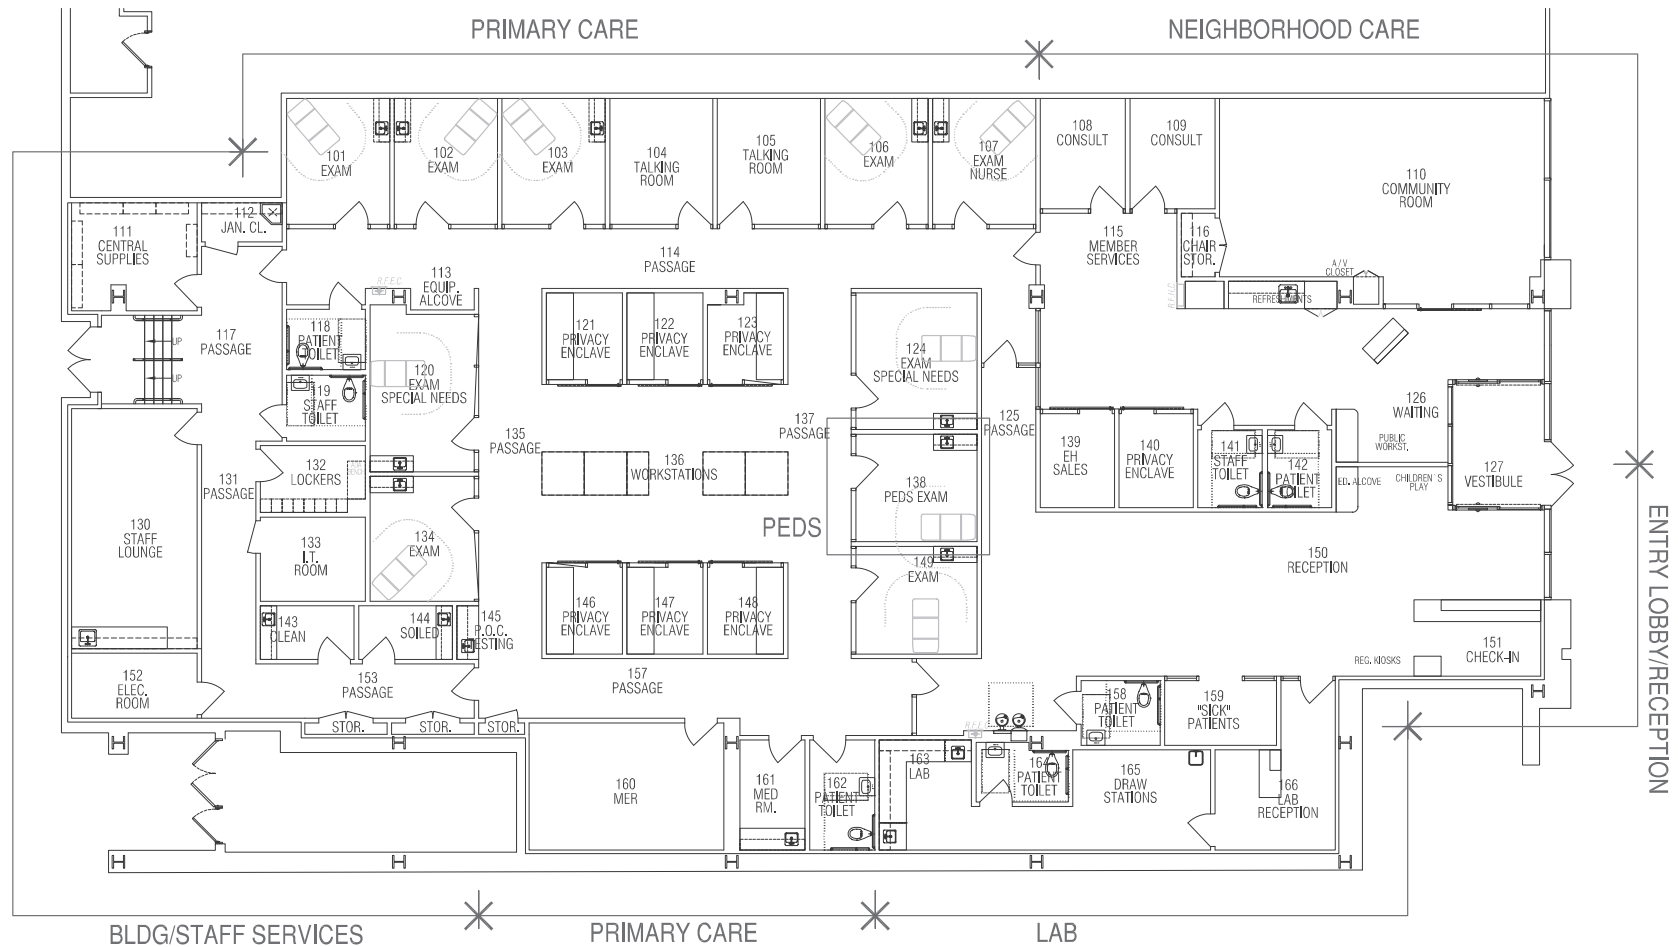 PRIMARY CARE
NEIGHBORHOOD CARE
101
EXAM
102
EXAM
103
EXAM
104
TALKING
ROOM
105
TALKING
ROOM
106
EXAM
107
EXAM
NURSE
108
CONSULT
109
CONSULT
110
COMMUNITY
ROOM
111
CENTRAL
SUPPLIES
112
JAN. CL.
113
EQUIP.
ALCOVE
R.F.E.C.
114
PASSAGE
115
MEMBER
SERVICES
116
CHAIR
STOR.
A/V
CLOSET
REFRESHMENTS
117
PASSAGE
UP
UP
118
PATIENT
TOILET
119
STAFF
TOILET
120
EXAM
SPECIAL NEEDS
121
PRIVACY
ENCLAVE
122
PRIVACY
ENCLAVE
123
PRIVACY
ENCLAVE
124
EXAM
SPECIAL NEEDS
125
PASSAGE
126
WAITING
PUBLIC
WORKST.
127
VESTIBULE
ED. ALCOVE
CHILDREN'S
PLAY
130
STAFF
LOUNGE
131
PASSAGE
132
LOCKERS
133
I.T.
ROOM
134
EXAM
135
PASSAGE
136
WORKSTATIONS
137
PASSAGE
138
PEDS EXAM
PEDS
139
EH
SALES
140
PRIVACY
ENCLAVE
141
STAFF
TOILET
142
PATIENT
TOILET
143
CLEAN
144
SOILED
145
P.O.C.
TESTING
146
PRIVACY
ENCLAVE
147
PRIVACY
ENCLAVE
148
PRIVACY
ENCLAVE
149
EXAM
150
RECEPTION
151
CHECK-IN
REG. KIOSKS
152
ELEC.
ROOM
153
PASSAGE
STOR.
STOR.
STOR.
157
PASSAGE
158
PATIENT
TOILET
159
"SICK"
PATIENTS
160
MER
161
MED
RM.
162
PATIENT
TOILET
163
LAB
164
PATIENT
TOILET
165
DRAW
STATIONS
166
LAB
RECEPTION
ENTRY LOBBY/RECEPTION
BLDG/STAFF SERVICES
PRIMARY CARE
LAB